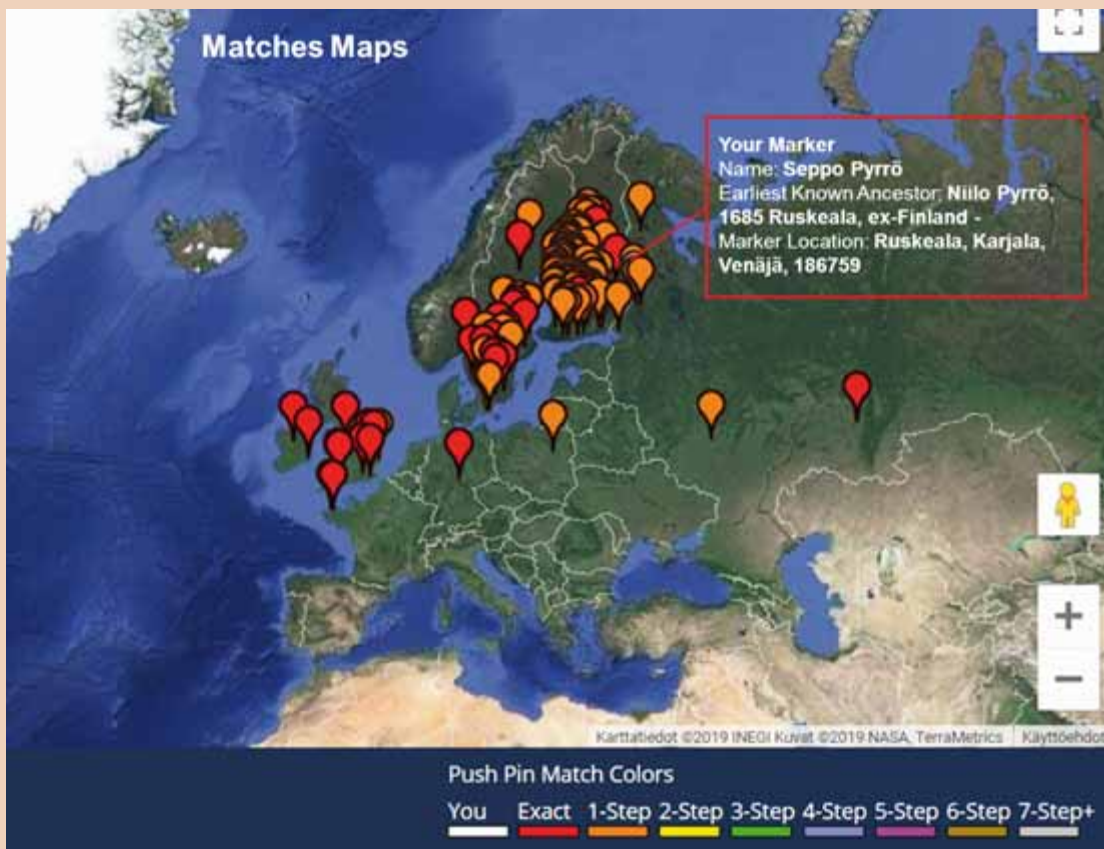 Matches Maps
Your Marker
Name: Seppo Pyrrö
Earliest Known Ancestor: Niilo Pyrrö,
1685 Ruskeala, ex-Finland -
Marker Location: Ruskeala, Karjala,
Venäjä, 186759
Karttatiedot ©2019 INEGI Kuvat ©2019 NASA, TerraMetrics
Käyttöehdot
Push Pin Match Colors
You Exact 1-Step 2-Step 3-Step 4-Step 5-Step 6-Step 7-Step+